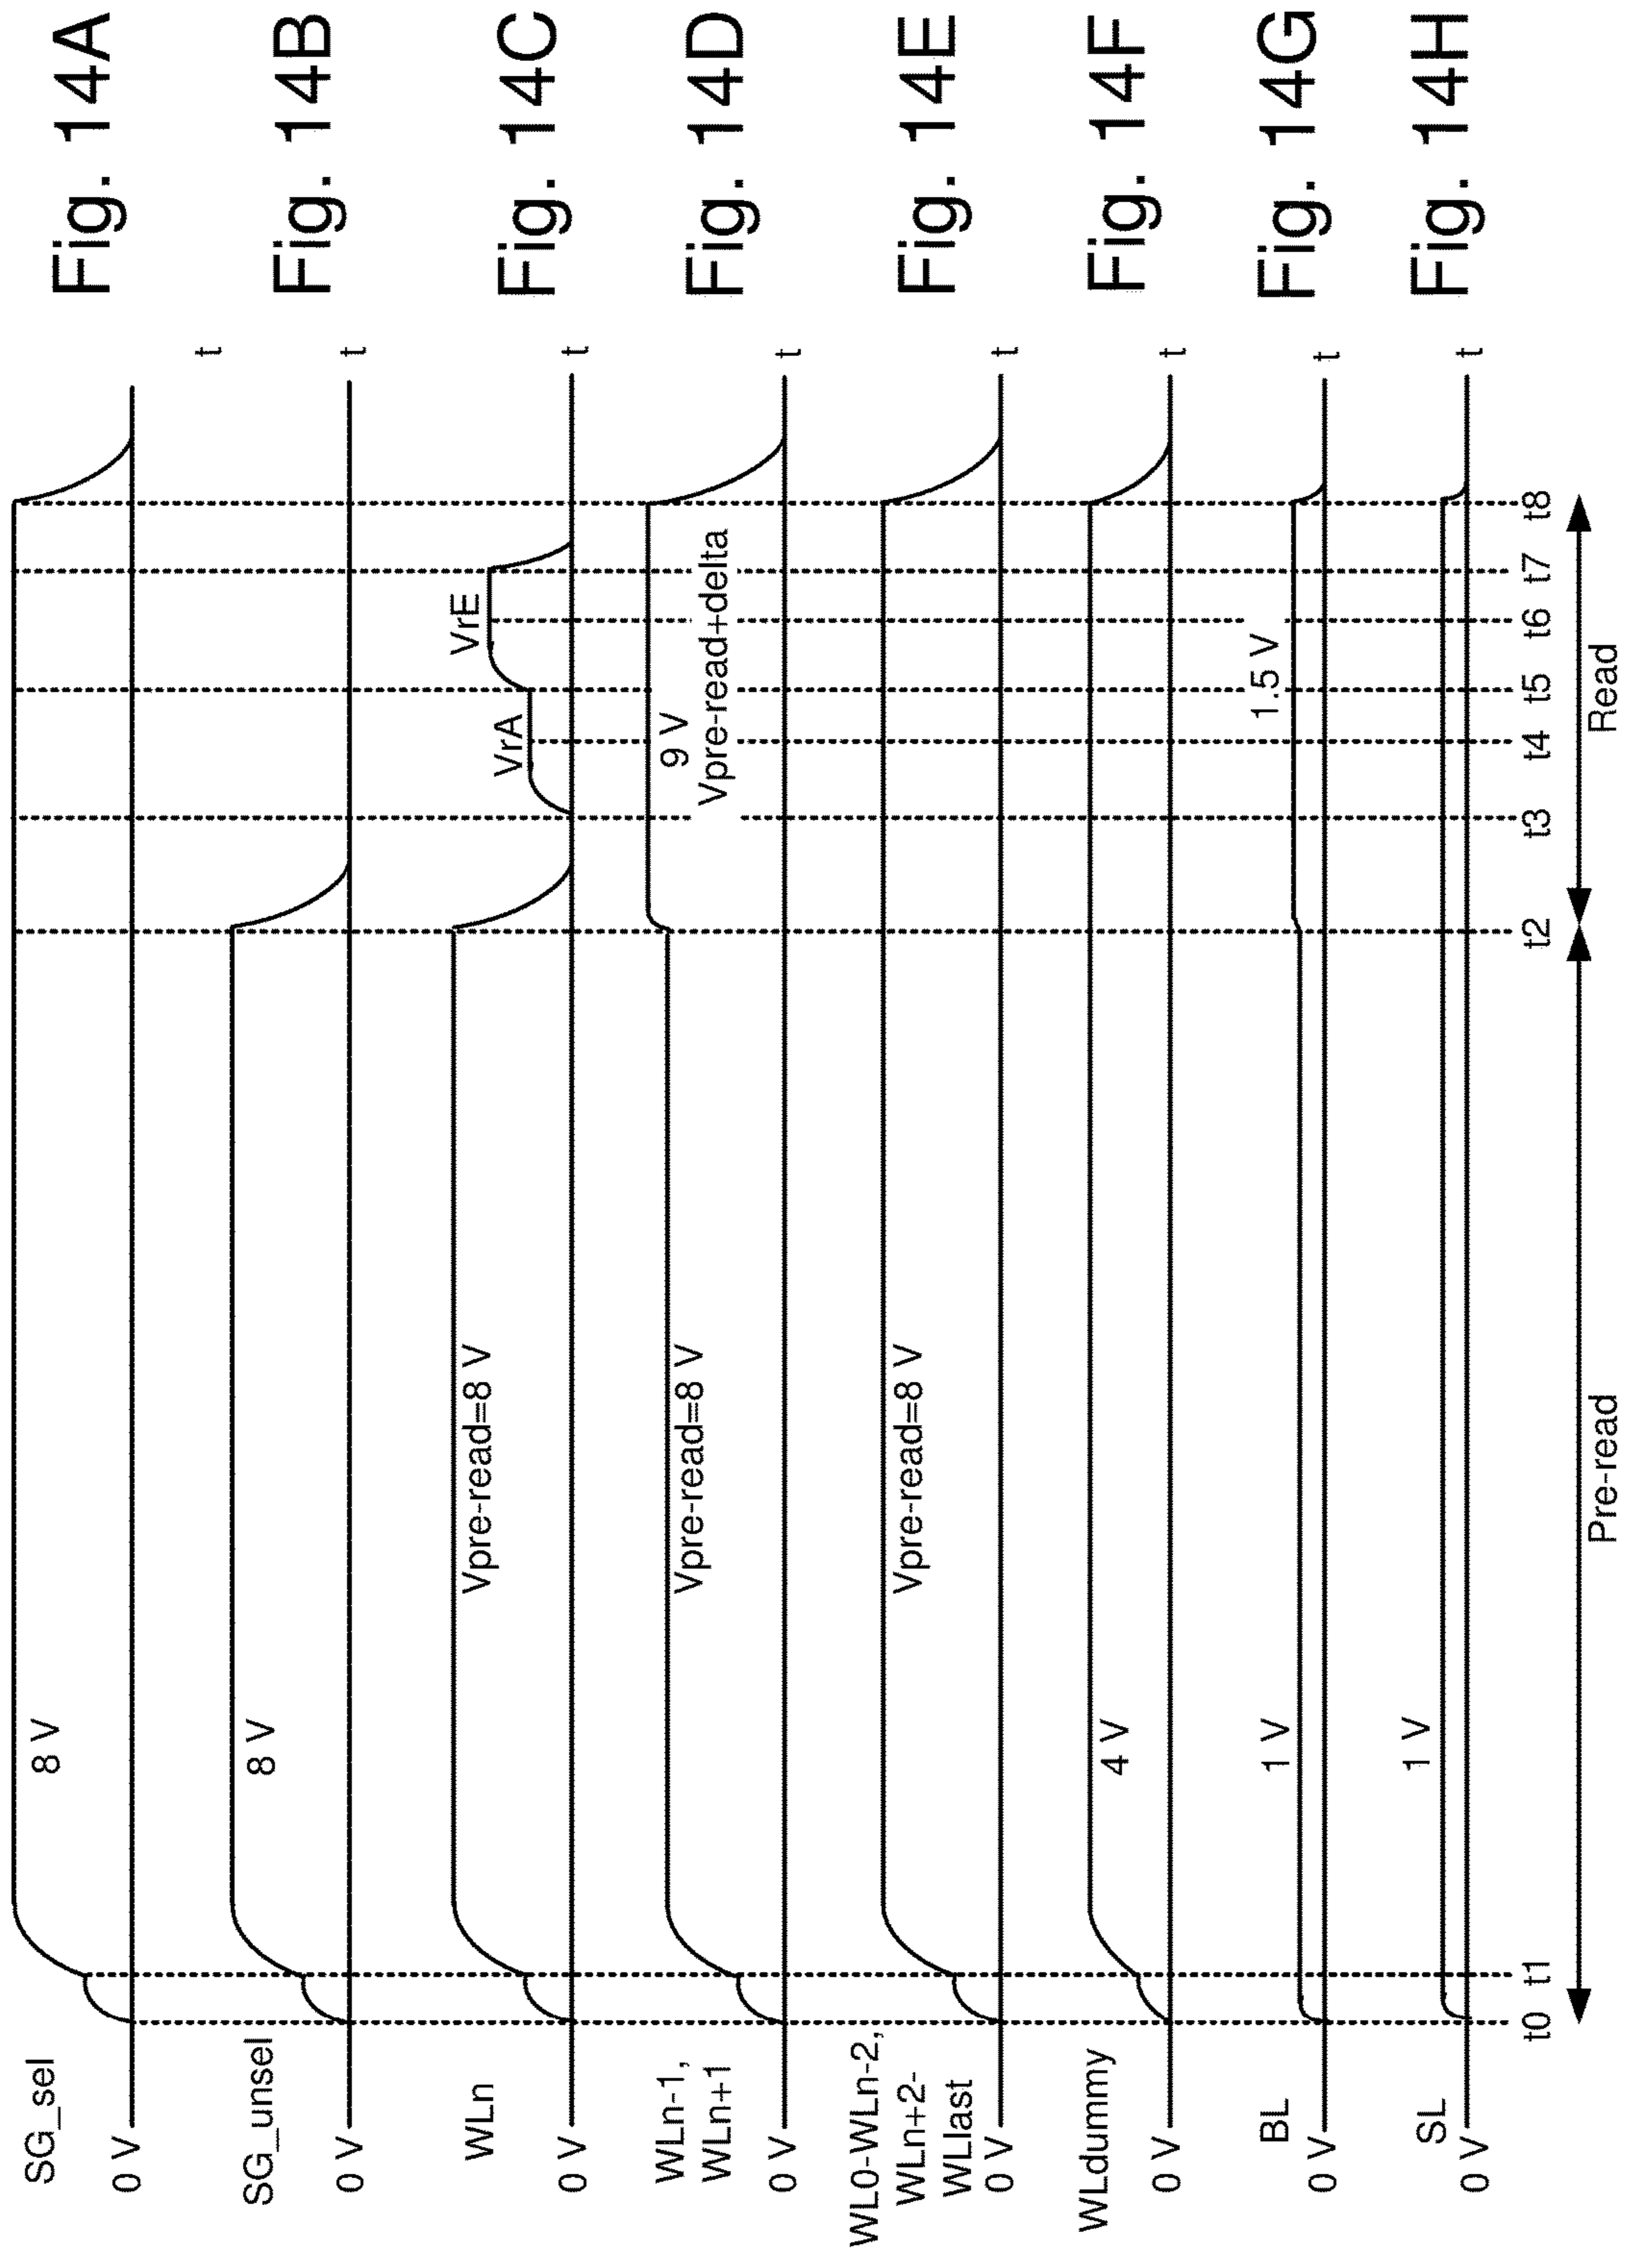 SG_sel
8 V
0 V
t
Fig. 14A
SG_unsel
8 V
0 V
t
Fig. 14B
WLn
Vpre-read=8 V
VrA
VrE
0 V
t
Fig. 14C
WLn-1,
WLn+1
Vpre-read=8 V
9 V
Vpre-read+delta
0 V
t
Fig. 14D
WL0-WLn-2,
WLn+2-
WLlast
Vpre-read=8 V
0 V
t
Fig. 14E
WLdummy
4 V
0 V
t
Fig. 14F
BL
1 V
1.5 V
0 V
t
Fig. 14G
SL
1 V
0 V
t
Fig. 14H
t0 t1 t2 t3 t4 t5 t6 t7 t8
Pre-read
Read